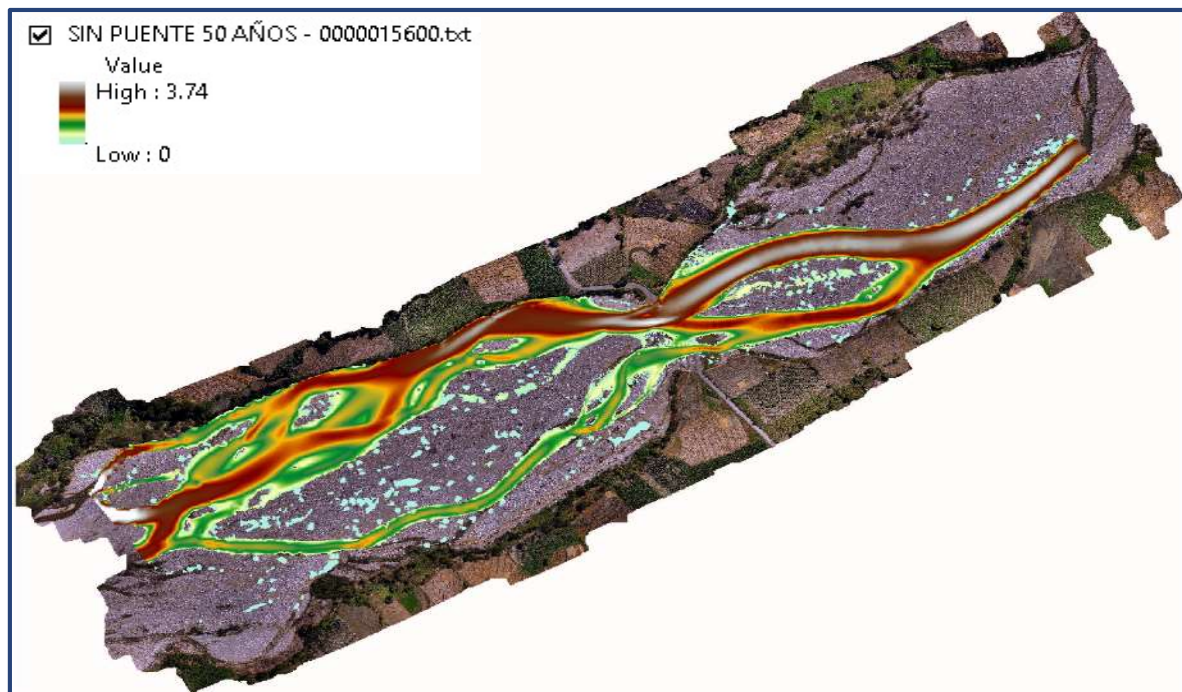 SIN PUENTE 50 AÑOS - 0000015600.txt
Value
High : 3.74
Low : 0